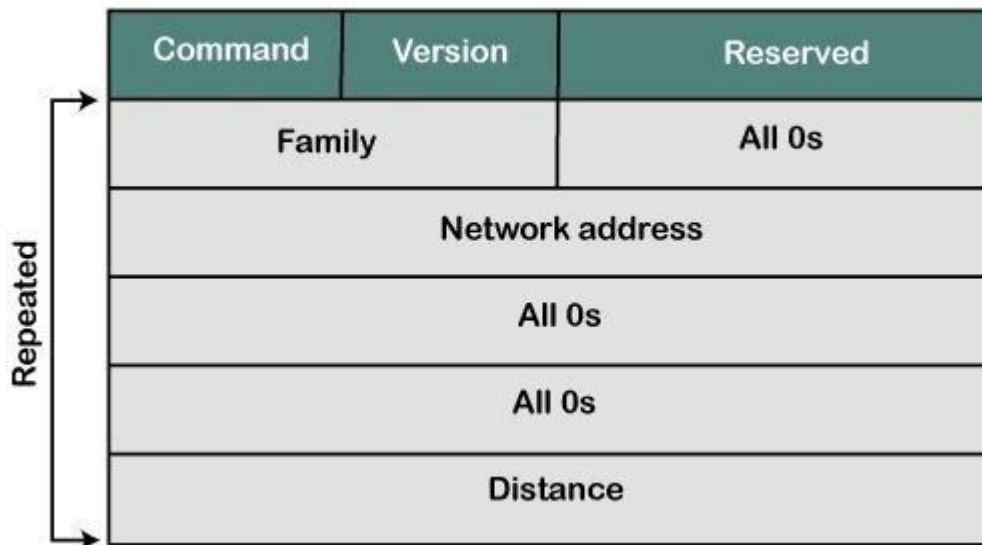 Command Version Reserved
Family All 0s
Network address
All 0s
All 0s
Distance
Repeated